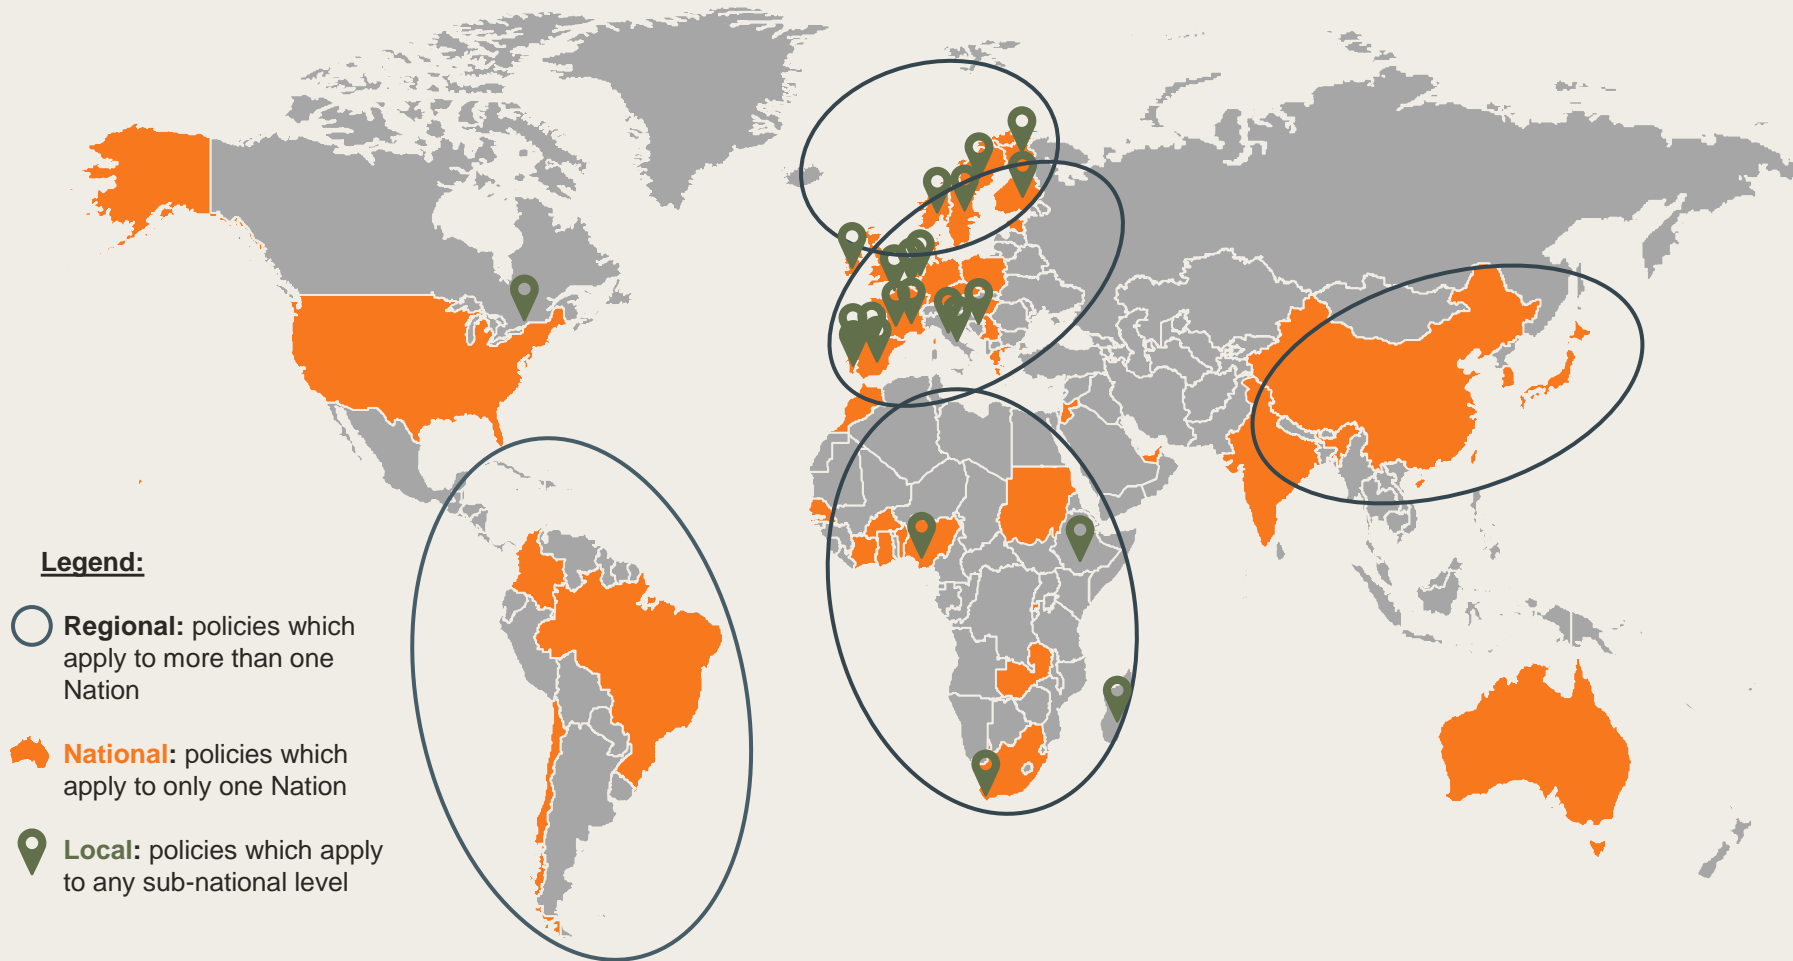 Legend:
Regional: policies which
apply to more than one
Nation
National: policies which
apply to only one Nation
Local: policies which apply
to any sub-national level